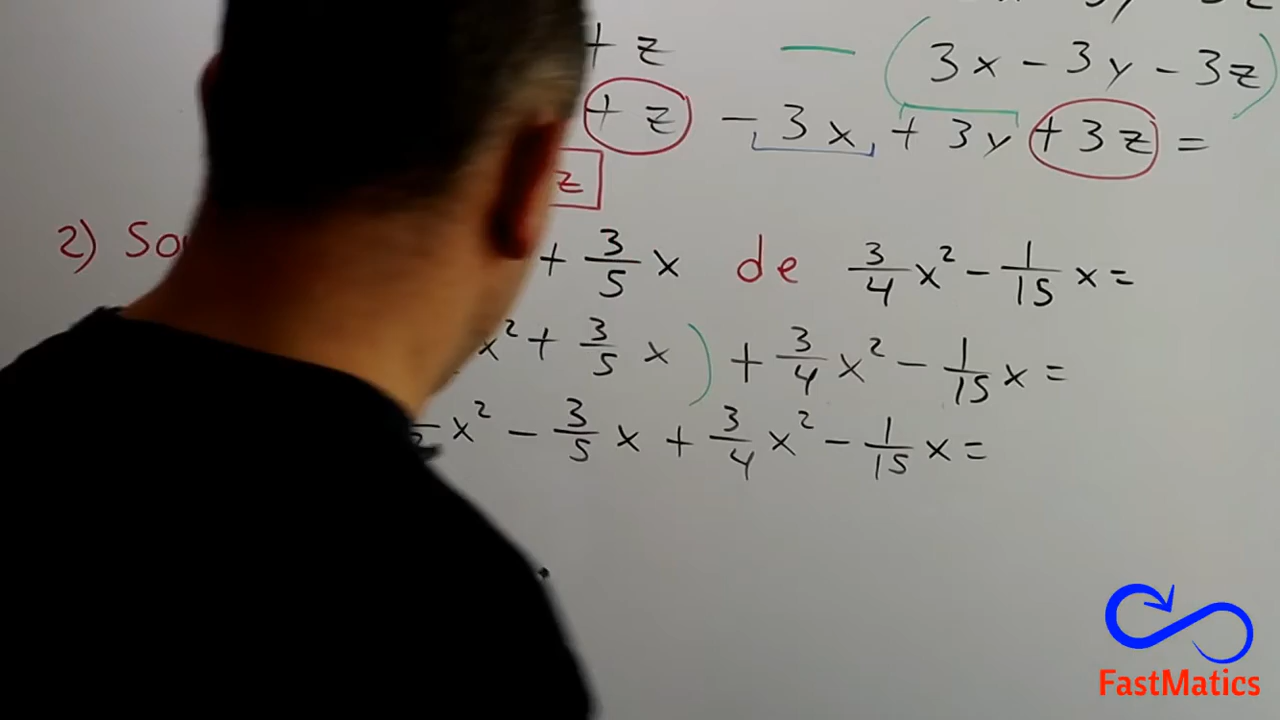 + z — (3x - 3y - 3z)
+ z - 3x + 3y + 3z =
z
2) + 3/5 x de 3/4 x² - 1/15 x =
x² + 3/5 x ) + 3/4 x² - 1/15 x =
x² - 3/5 x + 3/4 x² - 1/15 x =
FastMatics